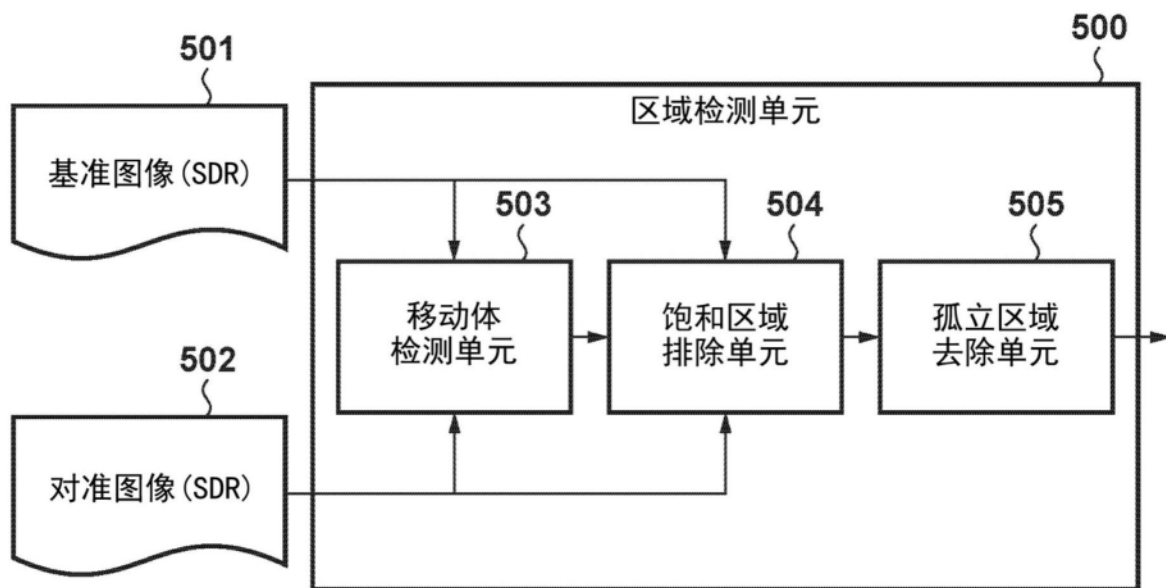 501
基准图像(SDR)
502
对准图像(SDR)
500
区域检测单元
503
移动体
检测单元
504
饱和区域
排除单元
505
孤立区域
去除单元